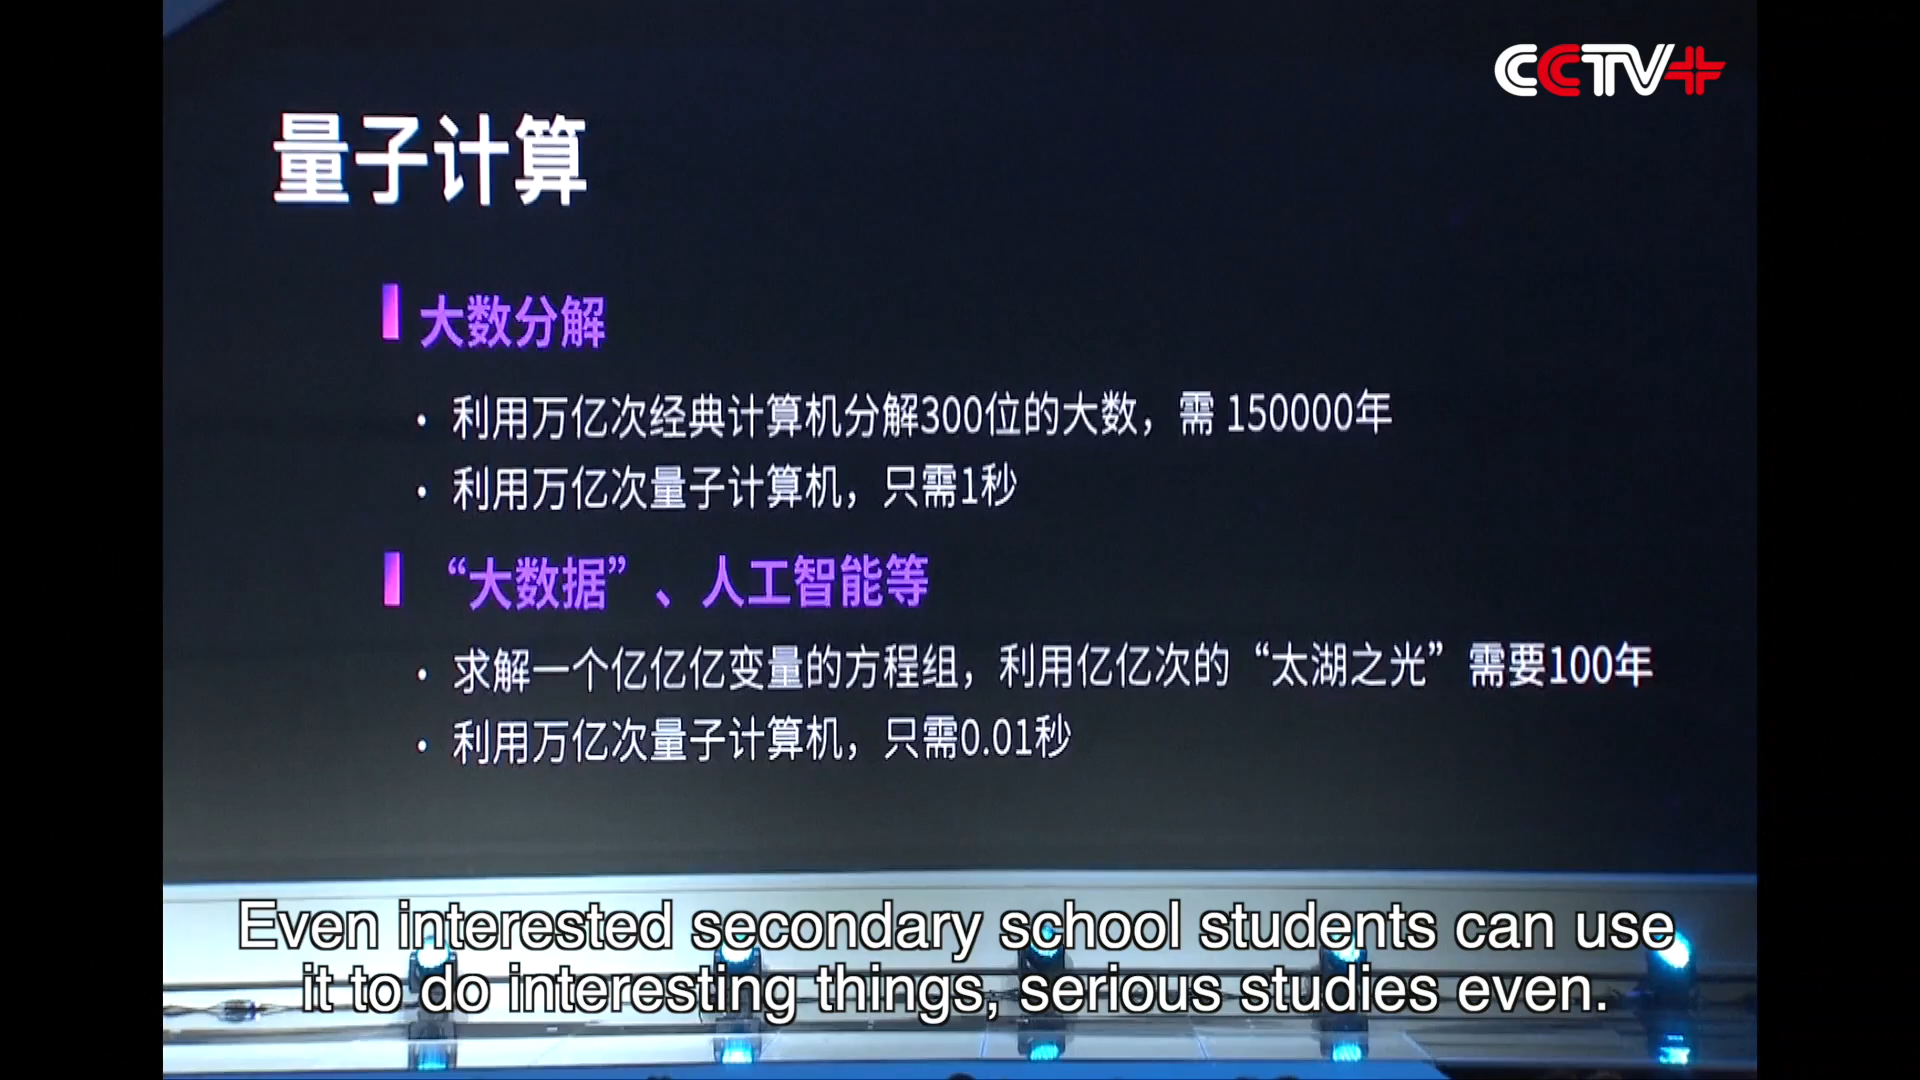 CCTV+
量子计算
大数分解
• 利用万亿次经典计算机分解300位的大数，需 150000年
• 利用万亿次量子计算机，只需1秒
“大数据”、人工智能等
• 求解一个亿亿亿变量的方程组，利用亿亿次的“太湖之光”需要100年
• 利用万亿次量子计算机，只需0.01秒
Even interested secondary school students can use
it to do interesting things, serious studies even.